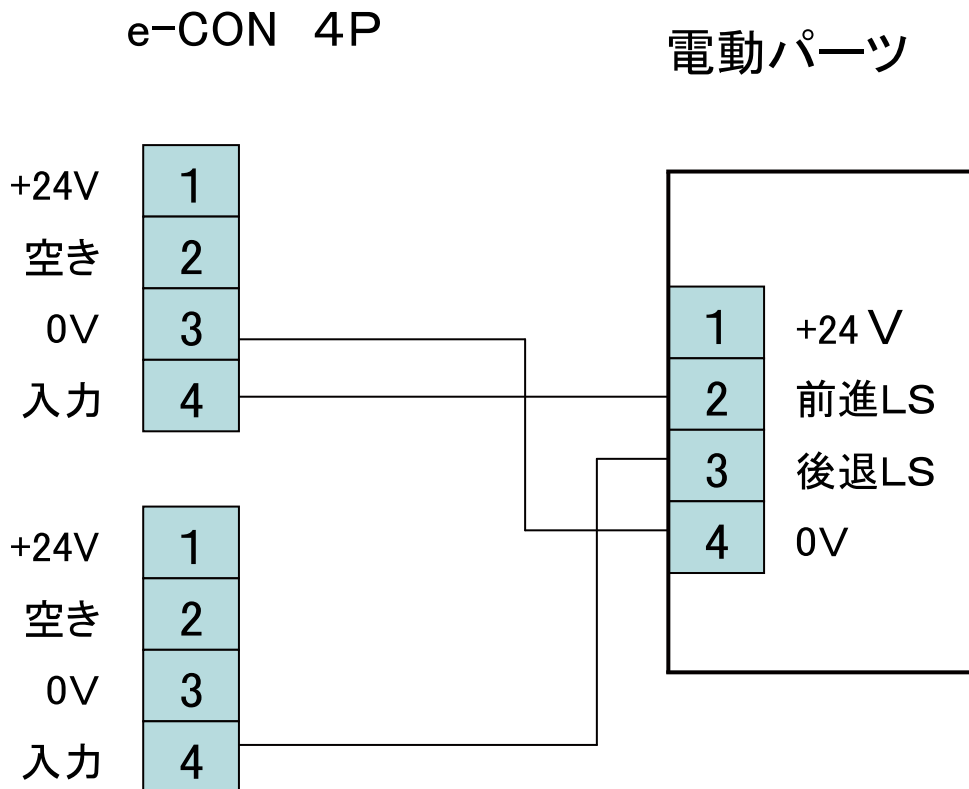 e-CON 4P
電動パーツ
+24V 1
空き 2
0V 3
入力 4
1 +24V
2 前進LS
3 後退LS
4 0V
+24V 1
空き 2
0V 3
入力 4